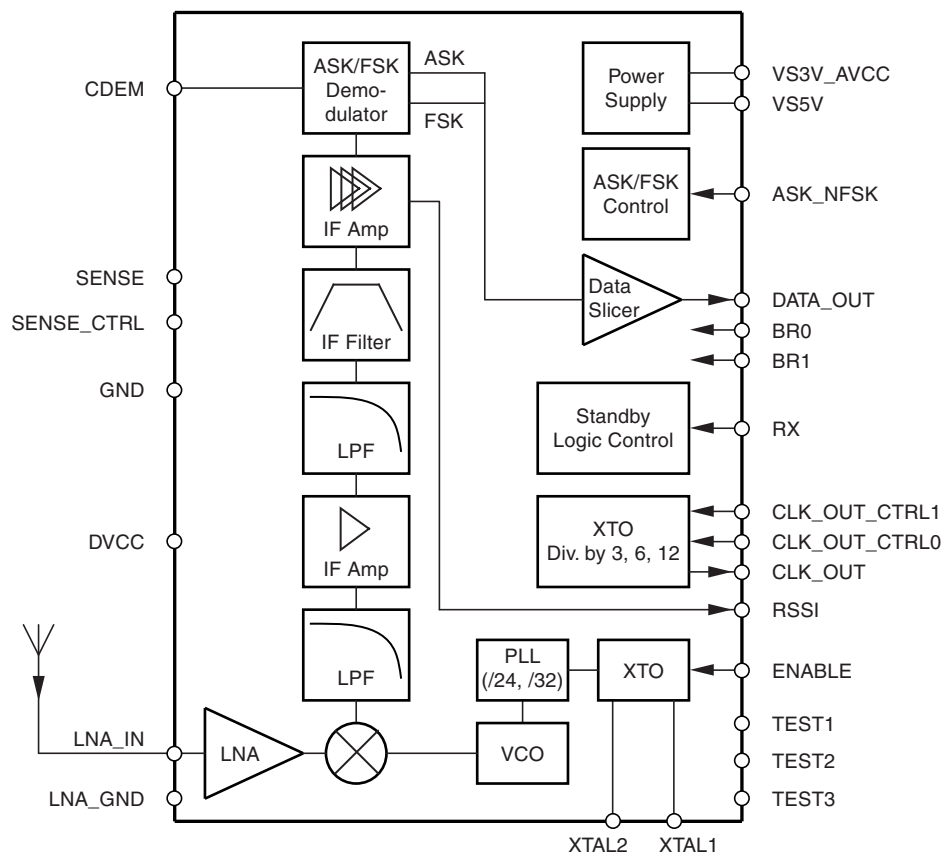 CDEM
ASK/FSK
Demo-
dulator
ASK
FSK
Power
Supply
VS3V_AVCC
VS5V
IF Amp
ASK/FSK
Control
ASK_NFSK
SENSE
SENSE_CTRL
IF Filter
Data
Slicer
DATA_OUT
BR0
BR1
GND
LPF
Standby
Logic Control
RX
DVCC
IF Amp
XTO
Div. by 3, 6, 12
CLK_OUT_CTRL1
CLK_OUT_CTRL0
CLK_OUT
RSSI
LPF
PLL
(/24, /32)
XTO
ENABLE
LNA_IN
LNA
VCO
TEST1
TEST2
LNA_GND
TEST3
XTAL2
XTAL1